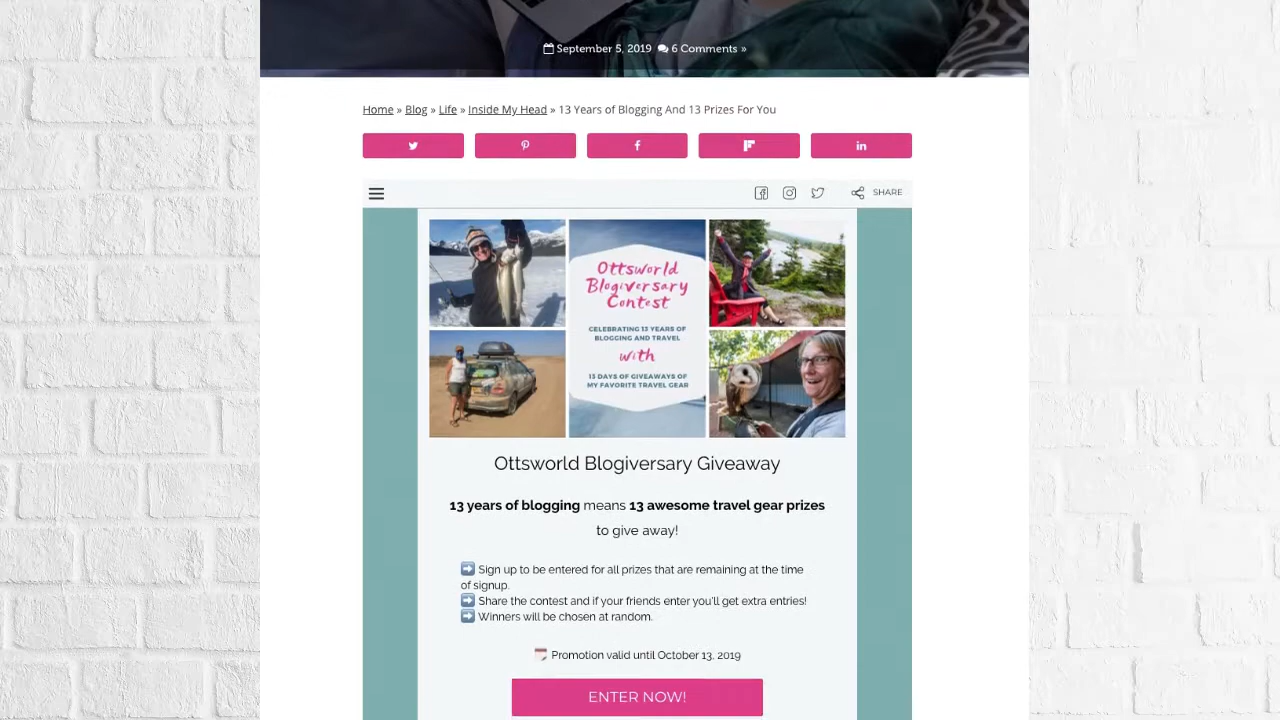 September 5, 2019 6 Comments »
Home » Blog » Life » Inside My Head » 13 Years of Blogging And 13 Prizes For You
SHARE
Ottsworld
Blogiversary
Contest
CELEBRATING 13 YEARS OF
BLOGGING AND TRAVEL
with
13 DAYS OF GIVEAWAYS OF
MY FAVORITE TRAVEL GEAR
Ottsworld Blogiversary Giveaway
13 years of blogging means 13 awesome travel gear prizes
to give away!
➡️ Sign up to be entered for all prizes that are remaining at the time
of signup.
➡️ Share the contest and if your friends enter you'll get extra entries!
➡️ Winners will be chosen at random.
Promotion valid until October 13, 2019
ENTER NOW!